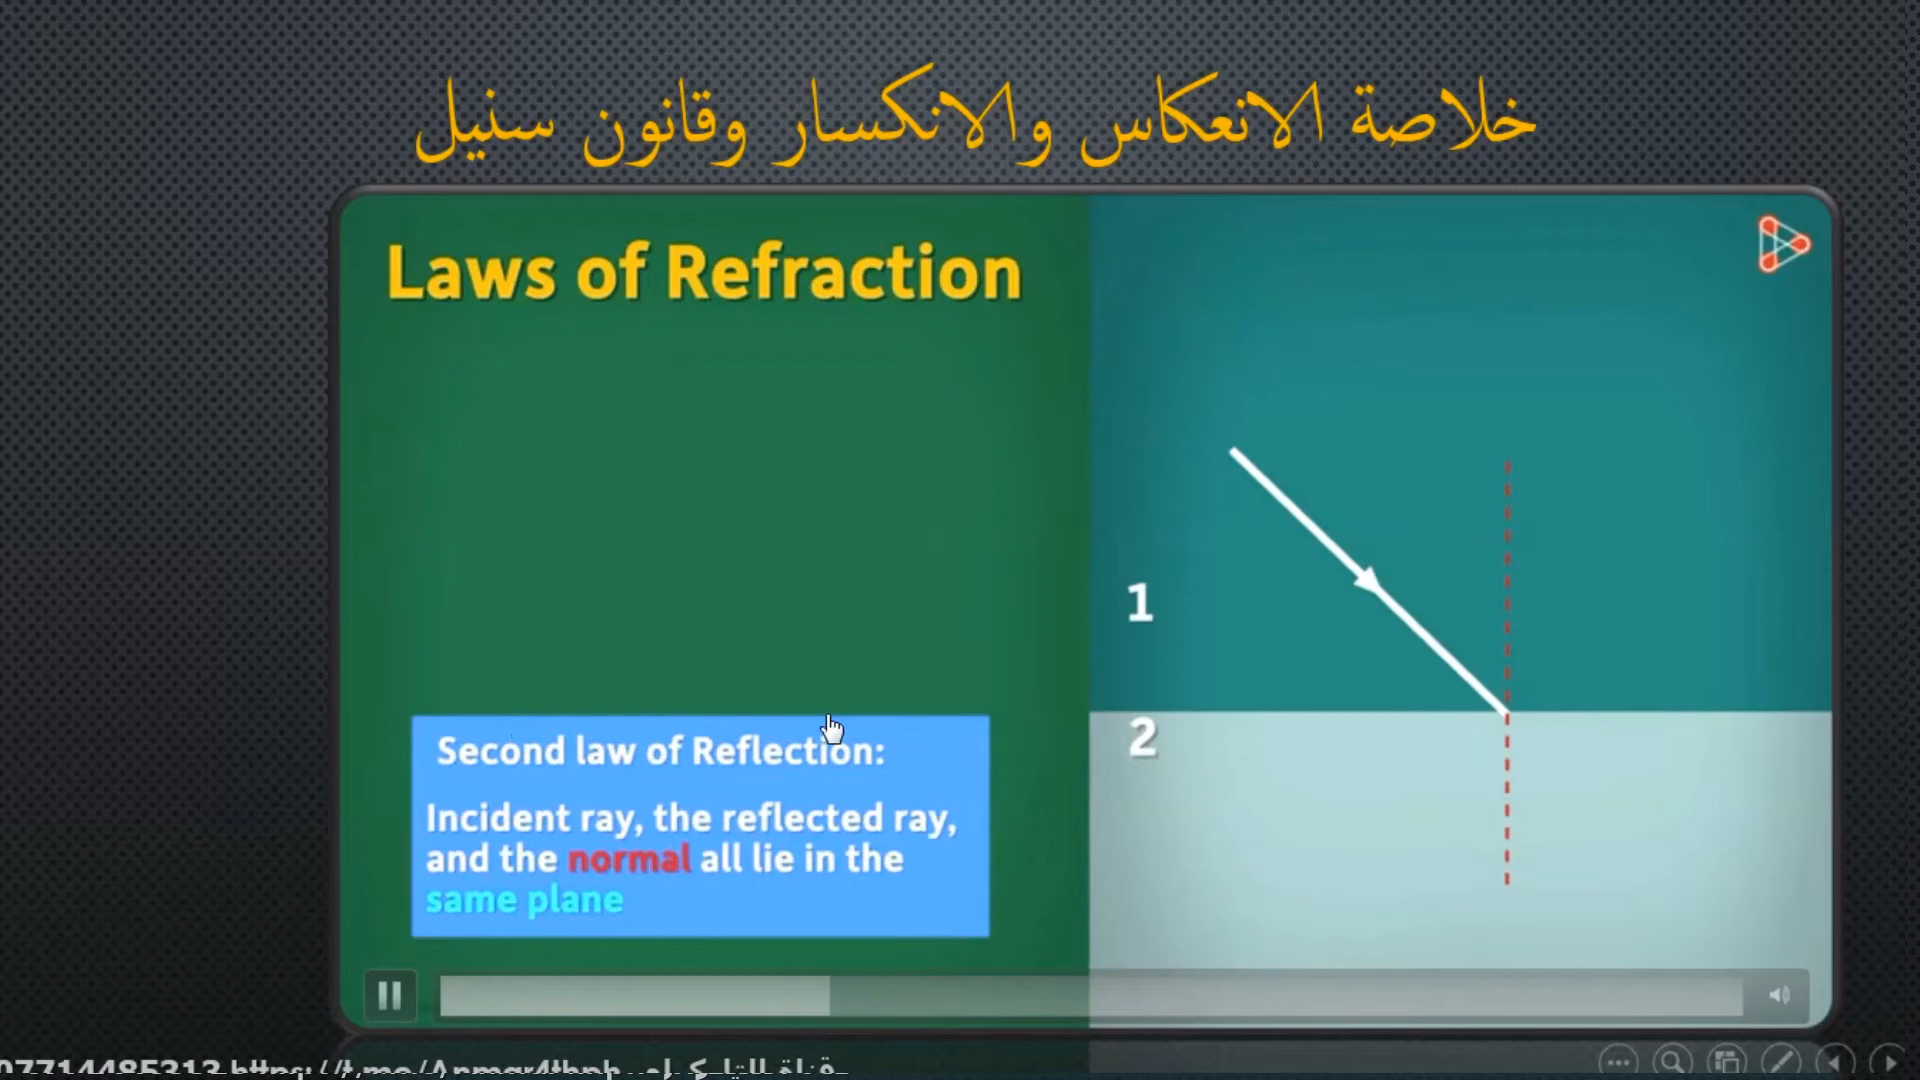 خلاصة الانعكاس والانكسار وقانون سنيل
Laws of Refraction
1
2
Second law of Reflection:
Incident ray, the reflected ray,
and the normal all lie in the
same plane